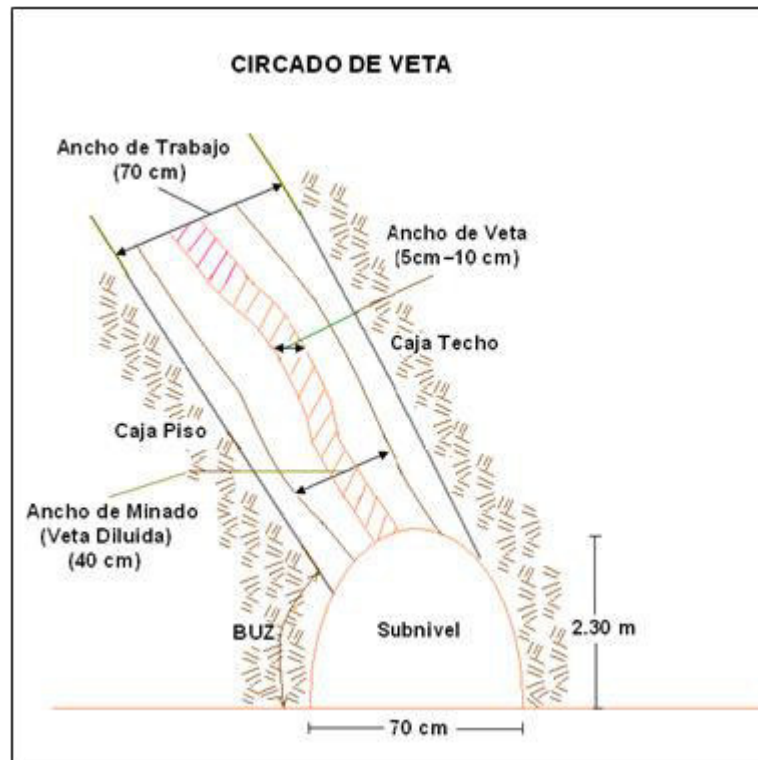 CIRCADO DE VETA
Ancho de Trabajo
(70 cm)
Ancho de Veta
(5cm–10 cm)
Caja Techo
Caja Piso
Ancho de Minado
(Veta Diluida)
(40 cm)
BUZ
Subnivel
2.30 m
70 cm